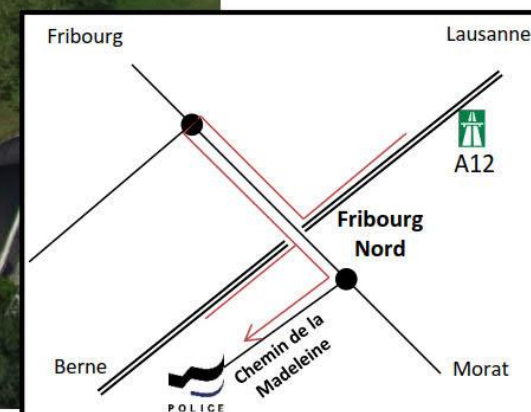 Fribourg
Lausanne
A12
Fribourg
Nord
Berne
Chemin de la
Madeleine
Morat
POLICE